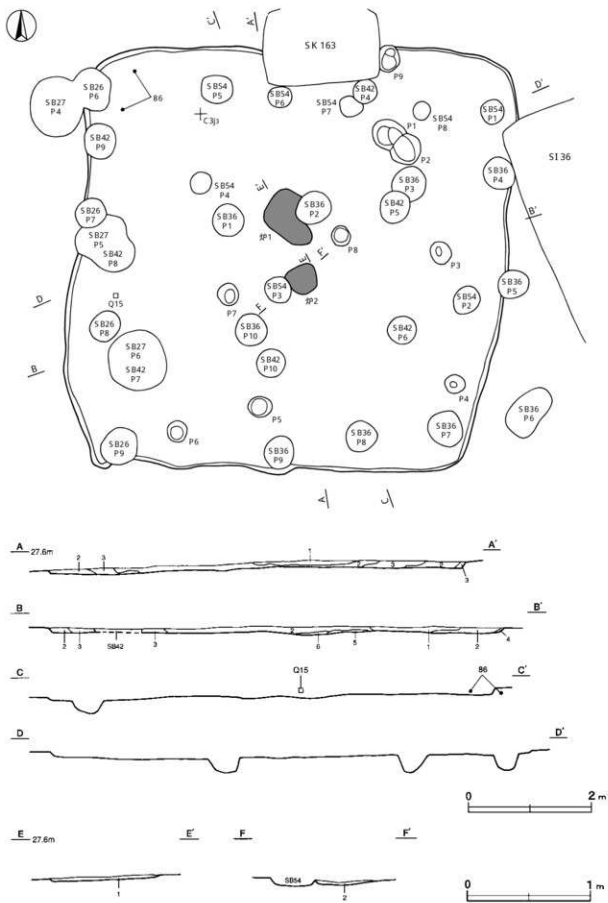 C′
A′
SK 163
P9
SB26
P6
SB27
P4
86
SB54
P5
SB54
P6
SB42
P4
SB54
P7
D′
C3j3
SB54
P8
SB54
P1
SB42
P9
P1
P2
SI 36
SB54
P4
E′
SB36
P3
SB36
P4
SB26
P7
SB36
P1
SB36
P2
SB42
P5
B′
炉1
F′
P8
SB27
P5
SB42
P8
E
P3
SB54
P3
炉2
SB36
P5
D
Q15
P7
F
SB54
P2
SB26
P8
SB36
P10
SB42
P6
SB27
P6
SB42
P7
SB42
P10
B
P4
P5
SB36
P6
P6
SB36
P7
SB26
P9
SB36
P8
SB36
P9
A
C
A 27.6m
2
3
1
A′
3
B
B′
2
3
SB42
3
6
5
1
2
4
C
Q15
86
C′
D
D′
0
2 m
E 27.6m
E′
F
F′
1
SB54
2
0
1 m